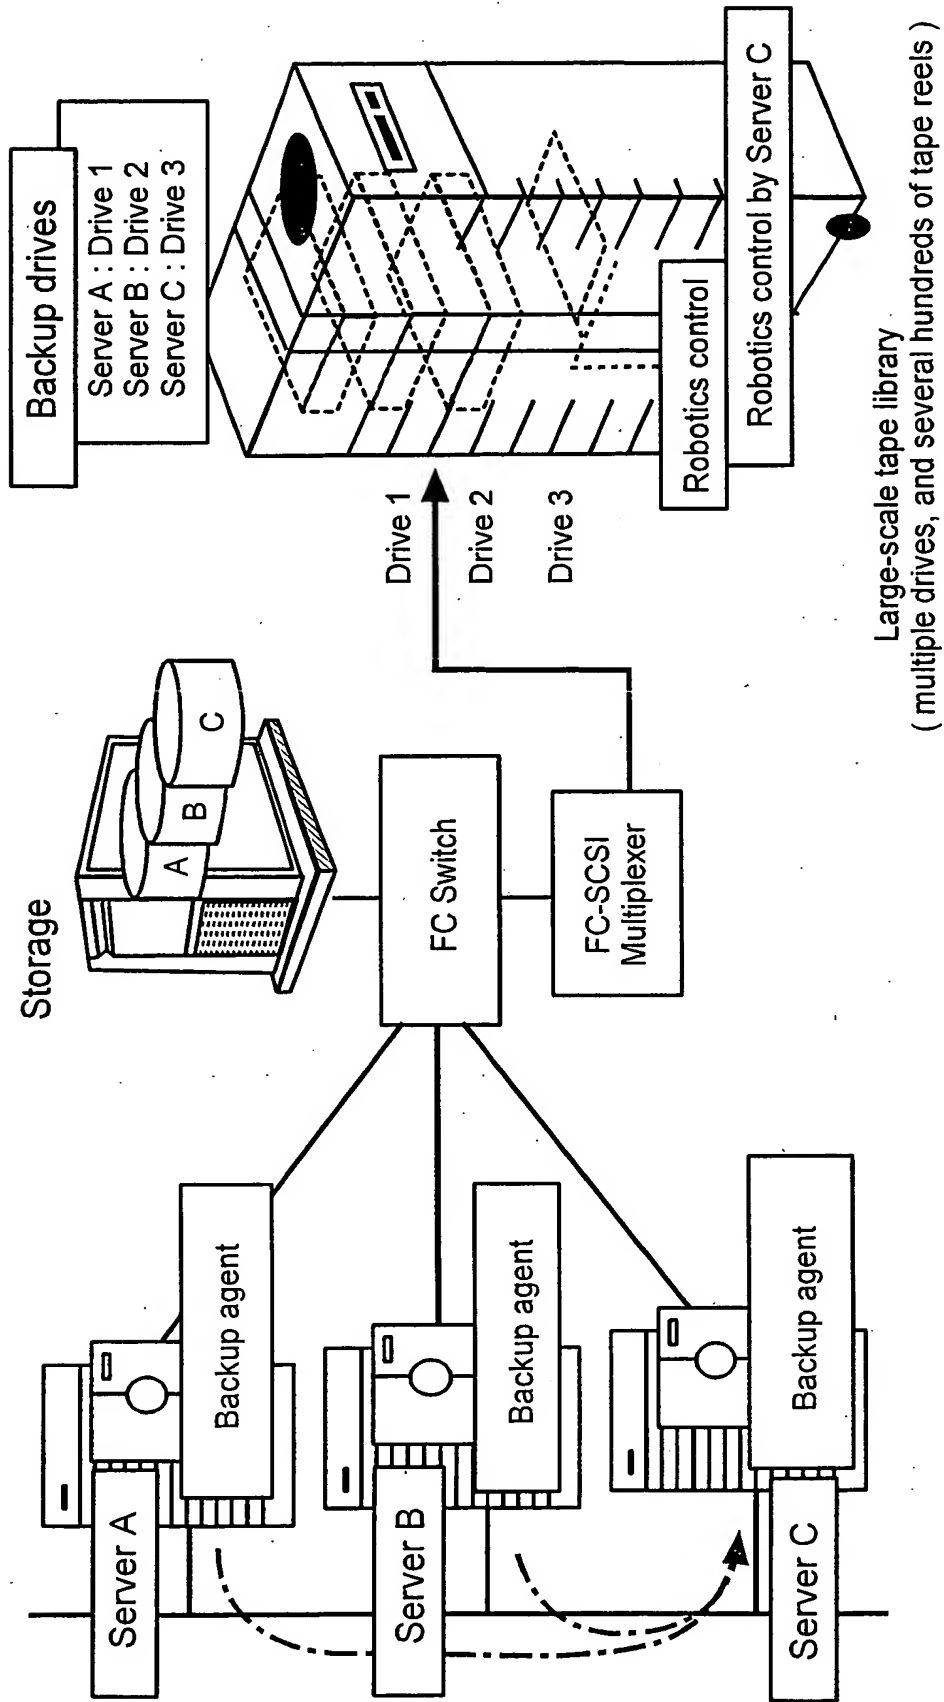 Server A
Backup agent
Server B
Backup agent
Server C
Backup agent
Storage
A
B
C
FC Switch
FC-SCSI
Multiplexer
Drive 1
Drive 2
Drive 3
Backup drives
Server A : Drive 1
Server B : Drive 2
Server C : Drive 3
Robotics control
Robotics control by Server C
Large-scale tape library
( multiple drives, and several hundreds of tape reels )